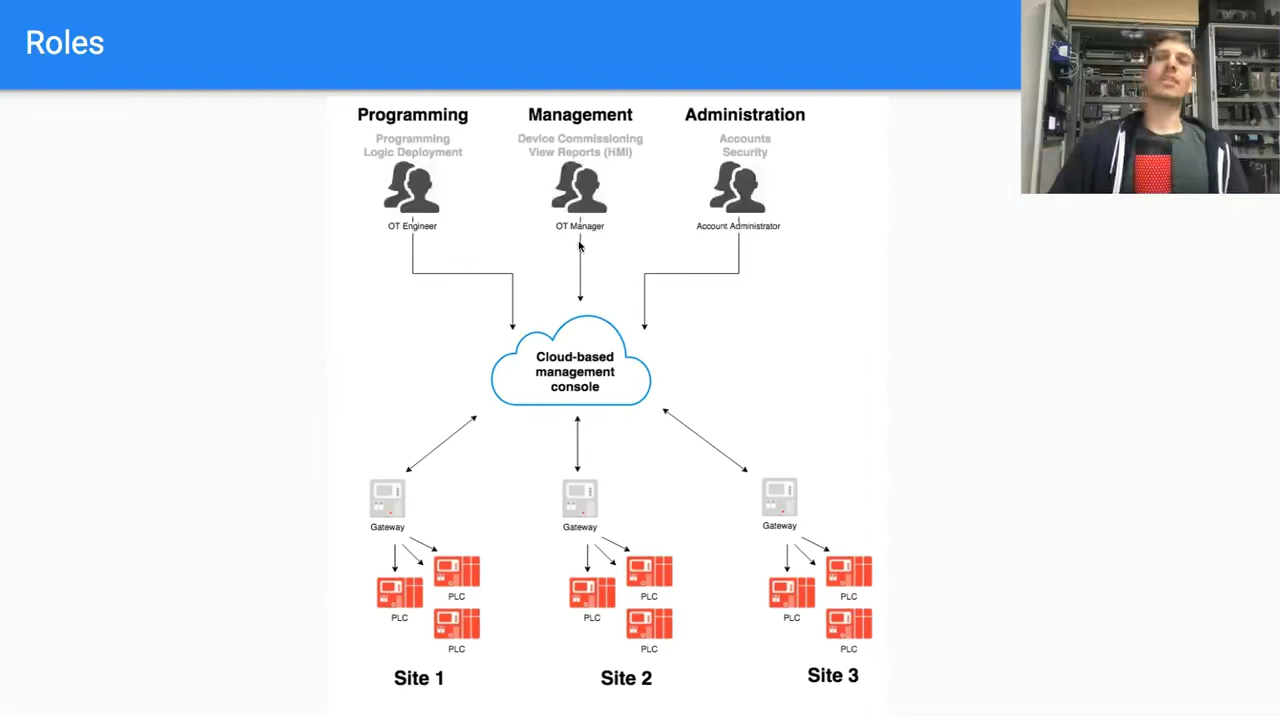 Roles
Programming
Programming
Logic Deployment
OT Engineer
Management
Device Commissioning
View Reports (HMI)
OT Manager
Administration
Accounts
Security
Account Administrator
Cloud-based
management
console
Gateway
PLC
PLC
PLC
Site 1
Gateway
PLC
PLC
PLC
Site 2
Gateway
PLC
PLC
PLC
Site 3